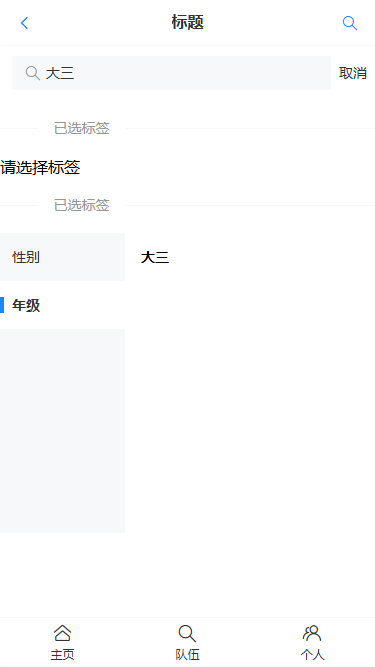 标题
大三 取消
已选标签
请选择标签
已选标签
性别 大三
年级
主页 队伍 个人